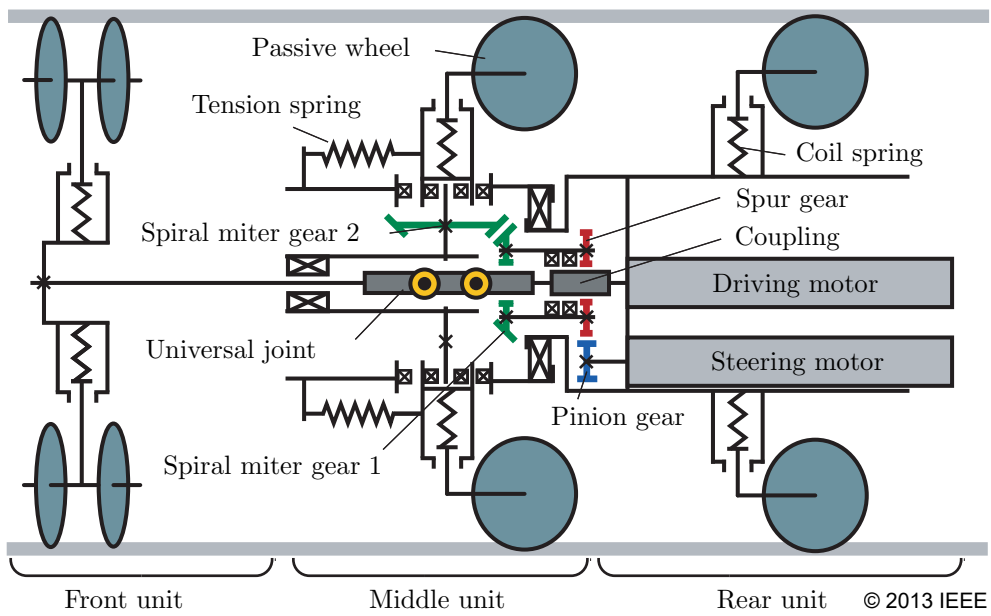 Passive wheel
Tension spring
Coil spring
Spur gear
Spiral miter gear 2
Coupling
Driving motor
Universal joint
Steering motor
Pinion gear
Spiral miter gear 1
Front unit
Middle unit
Rear unit
© 2013 IEEE